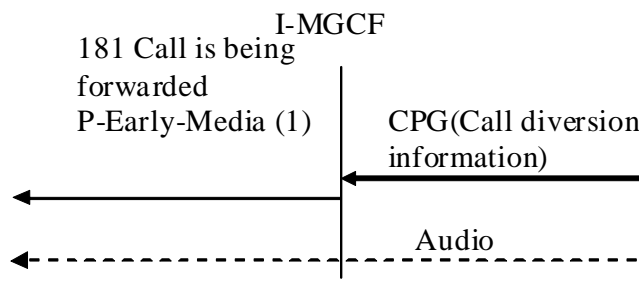 I-MGCF
181 Call is being
forwarded
P-Early-Media (1)
CPG(Call diversion
information)
Audio